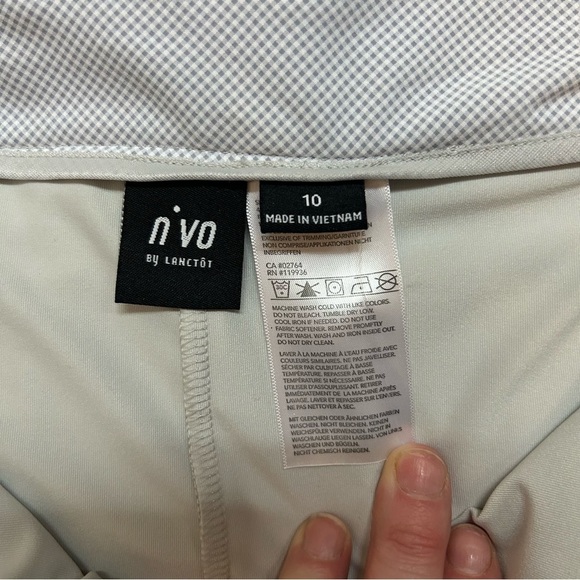 n·vo
BY LANCTÔT
10
MADE IN VIETNAM
EXCLUSIVE OF TRIMMING/GARNITURE
NON COMPRISE/APPLIKATIONEN NICHT
INBEGRIFFEN
CA #02764
RN #119936
MACHINE WASH COLD WITH LIKE COLORS.
DO NOT BLEACH. TUMBLE DRY LOW.
COOL IRON IF NEEDED. DO NOT USE
FABRIC SOFTENER. REMOVE PROMPTLY
AFTER WASH. WASH AND IRON INSIDE OUT.
DO NOT DRY CLEAN.
LAVER À LA MACHINE À L'EAU FROIDE AVEC
COULEURS SIMILAIRES. NE PAS JAVELLISER.
SÉCHER PAR CULBUTAGE À BASSE
TEMPÉRATURE. REPASSER À BASSE
TEMPÉRATURE SI NÉCESSAIRE. NE PAS
UTILISER D'ASSOUPLISSANT. RETIRER
IMMÉDIATEMENT DE LA MACHINE APRÈS
LAVAGE. LAVER ET REPASSER SUR L'ENVERS.
NE PAS NETTOYER À SEC.
MIT GLEICHEN ODER ÄHNLICHEN FARBEN
WASCHEN. NICHT BLEICHEN. KEINEN
WEICHSPÜLER VERWENDEN. NICHT IN
WASCHLAUGE LIEGEN LASSEN. VON LINKS
WASCHEN UND BÜGELN.
NICHT CHEMISCH REINIGEN.